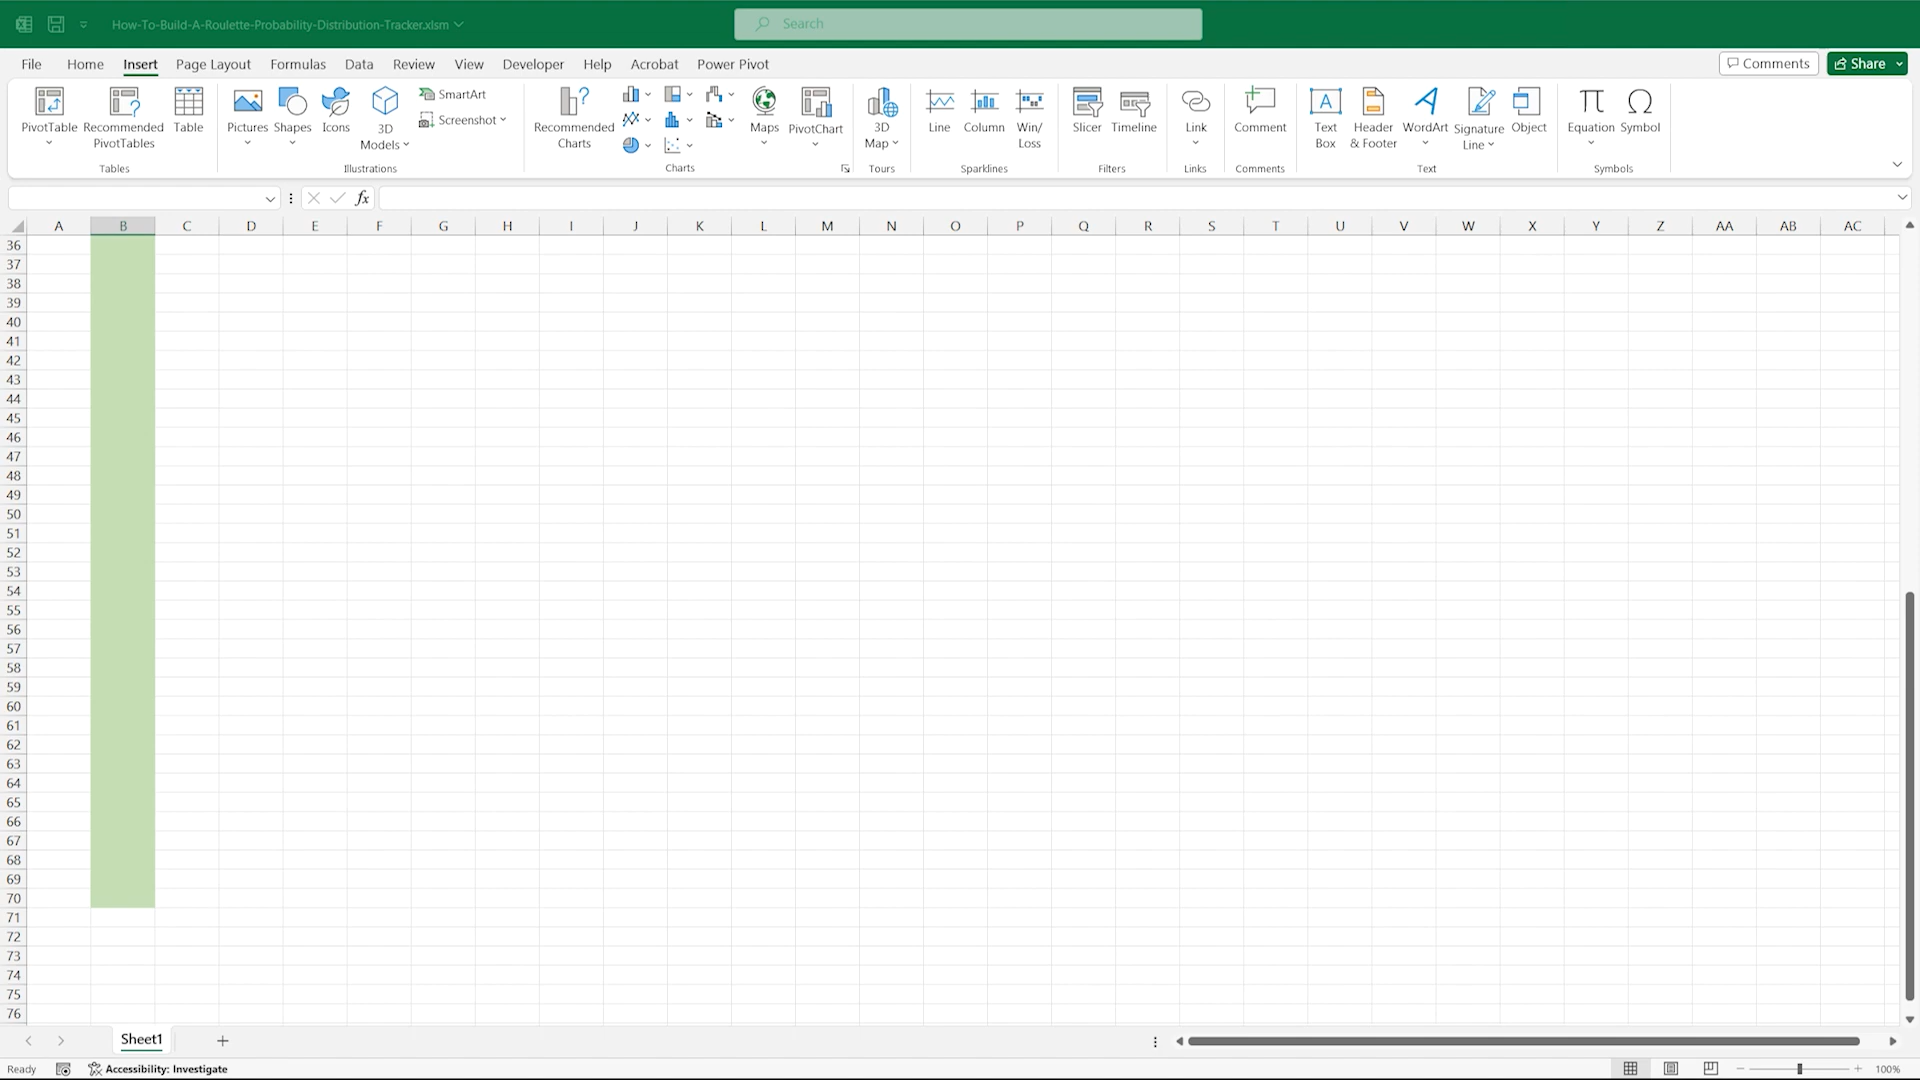 How-To-Build-A-Roulette-Probability-Distribution-Tracker.xlsm
Search
File Home Insert Page Layout Formulas Data Review View Developer Help Acrobat Power Pivot
Comments Share
PivotTable
Recommended
PivotTables
Table
Tables
Pictures
Shapes
Icons
3D
Models
SmartArt
Screenshot
Illustrations
Recommended
Charts
Maps
PivotChart
Charts
3D
Map
Tours
Line
Column
Win/
Loss
Sparklines
Slicer
Timeline
Filters
Link
Links
Comment
Comments
Text
Box
Header
& Footer
WordArt
Signature
Line
Object
Text
Equation
Symbol
Symbols
fx
A B C D E F G H I J K L M N O P Q R S T U V W X Y Z AA AB AC
36
37
38
39
40
41
42
43
44
45
46
47
48
49
50
51
52
53
54
55
56
57
58
59
60
61
62
63
64
65
66
67
68
69
70
71
72
73
74
75
76
Sheet1
Ready
Accessibility: Investigate
100%